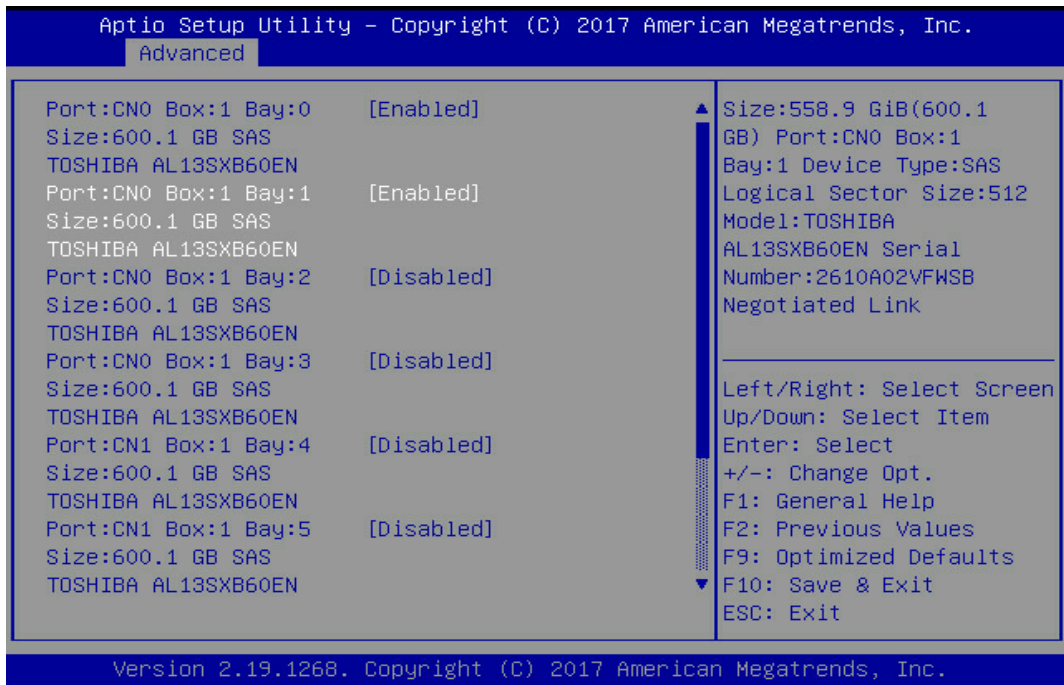 Aptio Setup Utility – Copyright (C) 2017 American Megatrends, Inc.
Advanced
Port:CN0 Box:1 Bay:0 [Enabled]
Size:600.1 GB SAS
TOSHIBA AL13SXB60EN
Port:CN0 Box:1 Bay:1 [Enabled]
Size:600.1 GB SAS
TOSHIBA AL13SXB60EN
Port:CN0 Box:1 Bay:2 [Disabled]
Size:600.1 GB SAS
TOSHIBA AL13SXB60EN
Port:CN0 Box:1 Bay:3 [Disabled]
Size:600.1 GB SAS
TOSHIBA AL13SXB60EN
Port:CN1 Box:1 Bay:4 [Disabled]
Size:600.1 GB SAS
TOSHIBA AL13SXB60EN
Port:CN1 Box:1 Bay:5 [Disabled]
Size:600.1 GB SAS
TOSHIBA AL13SXB60EN
Size:558.9 GiB(600.1
GB) Port:CN0 Box:1
Bay:1 Device Type:SAS
Logical Sector Size:512
Model:TOSHIBA
AL13SXB60EN Serial
Number:2610A02VFWSB
Negotiated Link
Left/Right: Select Screen
Up/Down: Select Item
Enter: Select
+/-: Change Opt.
F1: General Help
F2: Previous Values
F9: Optimized Defaults
F10: Save & Exit
ESC: Exit
Version 2.19.1268. Copyright (C) 2017 American Megatrends, Inc.